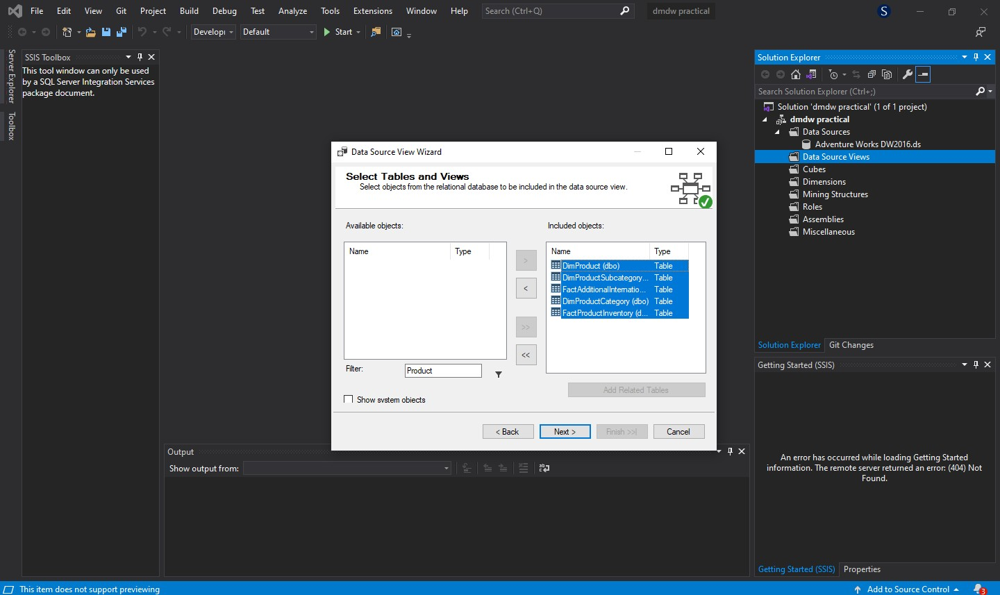 File Edit View Git Project Build Debug Test Analyze Tools Extensions Window Help Search (Ctrl+Q) dmdw practical S
Developi Default Start
Server Explorer
Toolbox
SSIS Toolbox
This tool window can only be used
by a SQL Server Integration Services
package document.
Data Source View Wizard
Select Tables and Views
Select objects from the relational database to be included in the data source view.
Available objects:
Name Type
>
<
>>
<<
Filter: Product
Show system objects
Included objects:
Name Type
DimProduct (dbo) Table
DimProductSubcategory... Table
FactAdditionalInternatio... Table
DimProductCategory (dbo) Table
FactProductInventory (d... Table
Add Related Tables
< Back Next > Finish >>| Cancel
Output
Show output from:
Solution Explorer
Search Solution Explorer (Ctrl+;)
Solution 'dmdw practical' (1 of 1 project)
dmdw practical
Data Sources
Adventure Works DW2016.ds
Data Source Views
Cubes
Dimensions
Mining Structures
Roles
Assemblies
Miscellaneous
Solution Explorer Git Changes
Getting Started (SSIS)
An error has occurred while loading Getting Started
information. The remote server returned an error: (404) Not
Found.
Getting Started (SSIS) Properties
This item does not support previewing
Add to Source Control 3